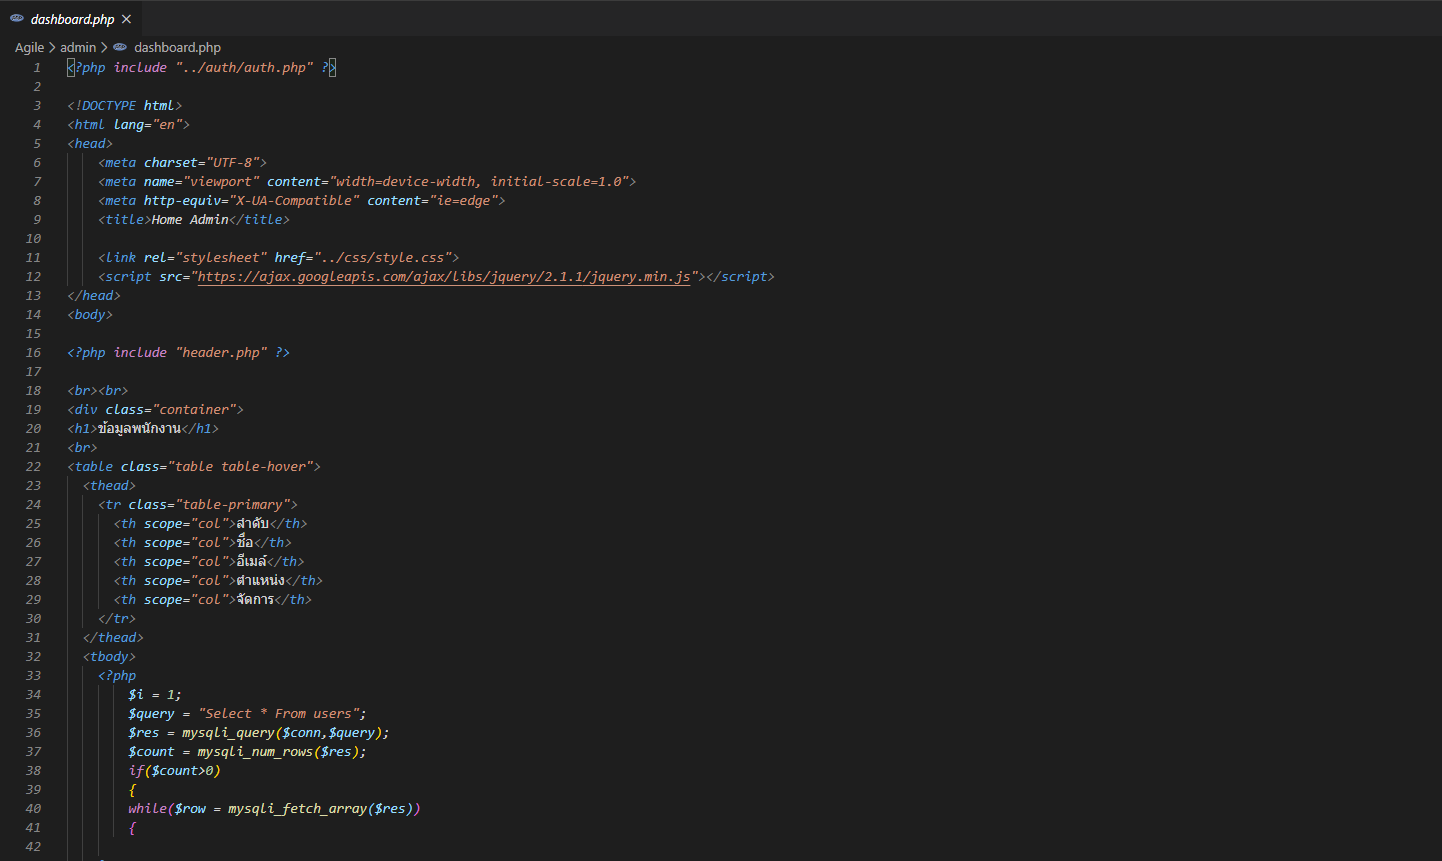 dashboard.php
Agile > admin > dashboard.php
1 <?php include "../auth/auth.php" ?>
2
3 <!DOCTYPE html>
4 <html lang="en">
5 <head>
6 <meta charset="UTF-8">
7 <meta name="viewport" content="width=device-width, initial-scale=1.0">
8 <meta http-equiv="X-UA-Compatible" content="ie=edge">
9 <title>Home Admin</title>
10
11 <link rel="stylesheet" href="../css/style.css">
12 <script src="https://ajax.googleapis.com/ajax/libs/jquery/2.1.1/jquery.min.js"></script>
13 </head>
14 <body>
15
16 <?php include "header.php" ?>
17
18 <br><br>
19 <div class="container">
20 <h1>ข้อมูลพนักงาน</h1>
21 <br>
22 <table class="table table-hover">
23 <thead>
24 <tr class="table-primary">
25 <th scope="col">ลำดับ</th>
26 <th scope="col">ชื่อ</th>
27 <th scope="col">อีเมล์</th>
28 <th scope="col">ตำแหน่ง</th>
29 <th scope="col">จัดการ</th>
30 </tr>
31 </thead>
32 <tbody>
33 <?php
34 $i = 1;
35 $query = "Select * From users";
36 $res = mysqli_query($conn,$query);
37 $count = mysqli_num_rows($res);
38 if($count>0)
39 {
40 while($row = mysqli_fetch_array($res))
41 {
42